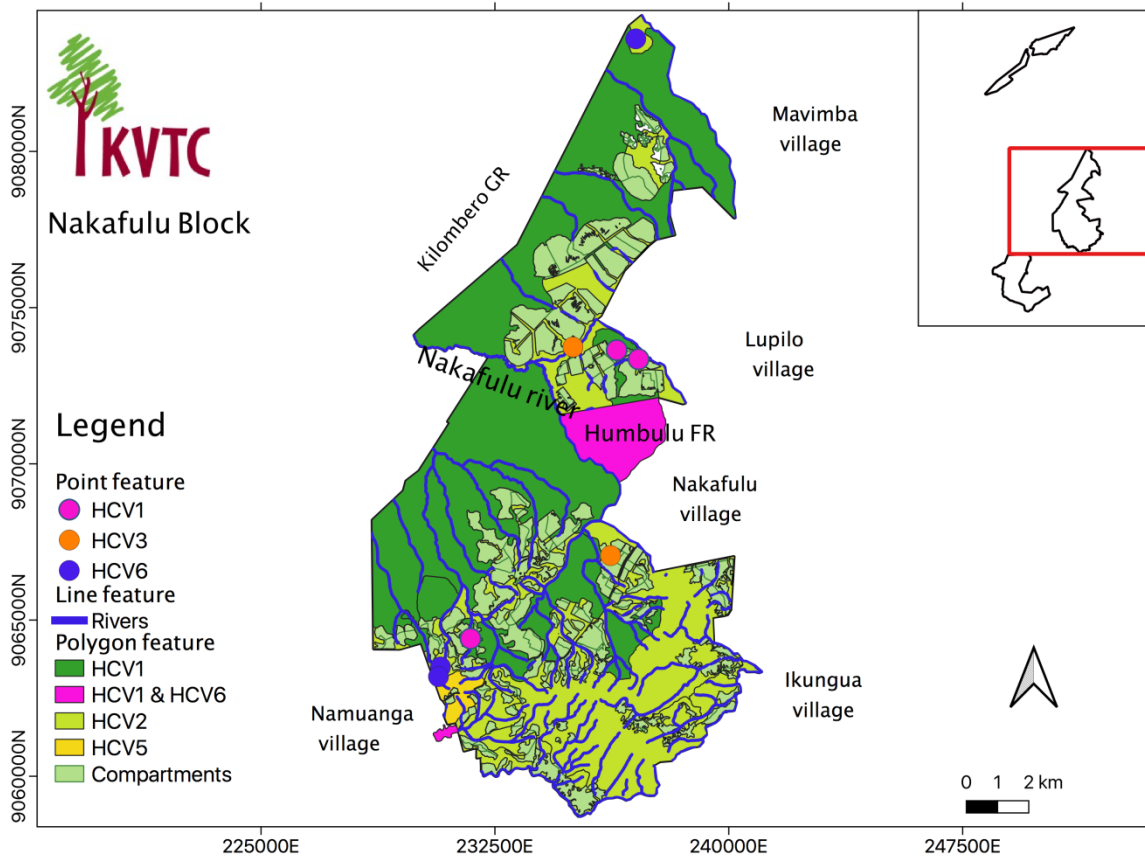 KVTC
Nakafulu Block
Kilombero GR
Mavimba
village
Lupilo
village
Nakafulu river
Humbulu FR
Nakafulu
village
Ikungua
village
Namuanga
village
Legend
Point feature
HCV1
HCV3
HCV6
Line feature
Rivers
Polygon feature
HCV1
HCV1 & HCV6
HCV2
HCV5
Compartments
0 1 2 km
9080000N
9075000N
9070000N
9065000N
9060000N
225000E
232500E
240000E
247500E